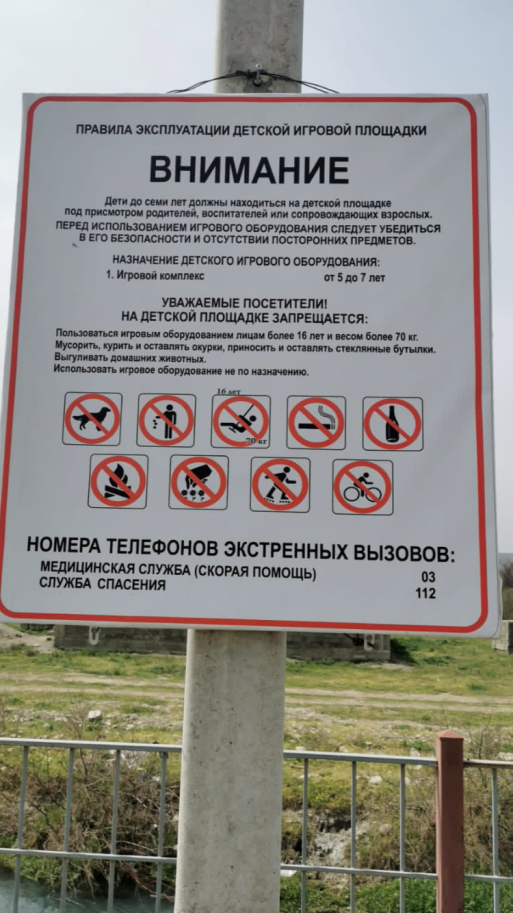 ПРАВИЛА ЭКСПЛУАТАЦИИ ДЕТСКОЙ ИГРОВОЙ ПЛОЩАДКИ
ВНИМАНИЕ
Дети до семи лет должны находиться на детской площадке
под присмотром родителей, воспитателей или сопровождающих взрослых.
ПЕРЕД ИСПОЛЬЗОВАНИЕМ ИГРОВОГО ОБОРУДОВАНИЯ СЛЕДУЕТ УБЕДИТЬСЯ
В ЕГО БЕЗОПАСНОСТИ И ОТСУТСТВИИ ПОСТОРОННИХ ПРЕДМЕТОВ.
НАЗНАЧЕНИЕ ДЕТСКОГО ИГРОВОГО ОБОРУДОВАНИЯ:
1. Игровой комплекс от 5 до 7 лет
УВАЖАЕМЫЕ ПОСЕТИТЕЛИ!
НА ДЕТСКОЙ ПЛОЩАДКЕ ЗАПРЕЩАЕТСЯ:
Пользоваться игровым оборудованием лицам более 16 лет и весом более 70 кг.
Мусорить, курить и оставлять окурки, приносить и оставлять стеклянные бутылки.
Выгуливать домашних животных.
Использовать игровое оборудование не по назначению.
16 лет
70 кг
НОМЕРА ТЕЛЕФОНОВ ЭКСТРЕННЫХ ВЫЗОВОВ:
МЕДИЦИНСКАЯ СЛУЖБА (СКОРАЯ ПОМОЩЬ) 03
СЛУЖБА СПАСЕНИЯ 112